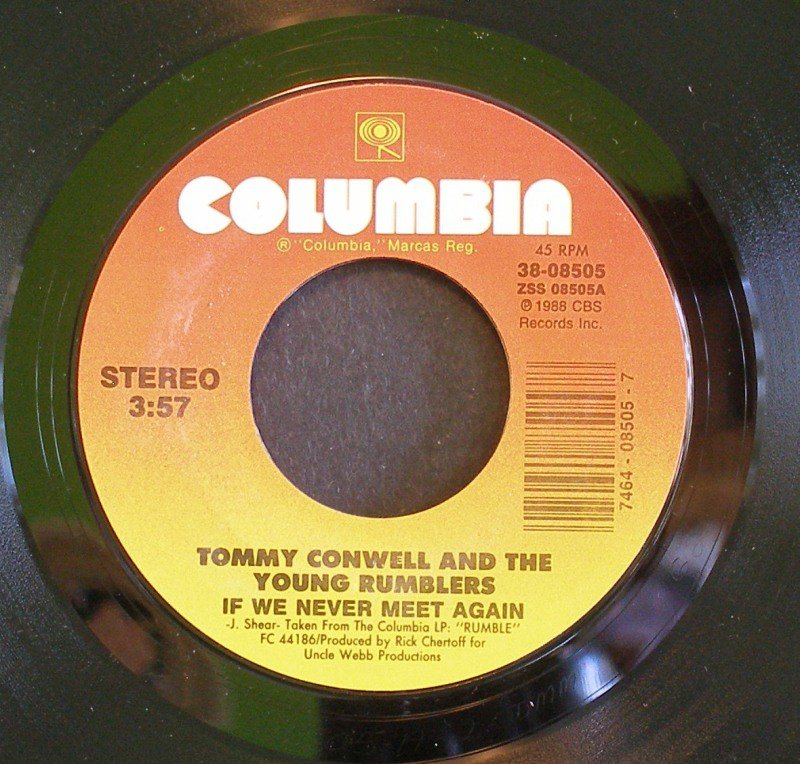 COLUMBIA
® "Columbia," Marcas Reg.
45 RPM
38-08505
ZSS 08505A
℗ 1988 CBS
Records Inc.
STEREO
3:57
7464 - 08505 - 7
TOMMY CONWELL AND THE
YOUNG RUMBLERS
IF WE NEVER MEET AGAIN
-J. Shear- Taken From The Columbia LP: "RUMBLE"
FC 44186/Produced by Rick Chertoff for
Uncle Webb Productions